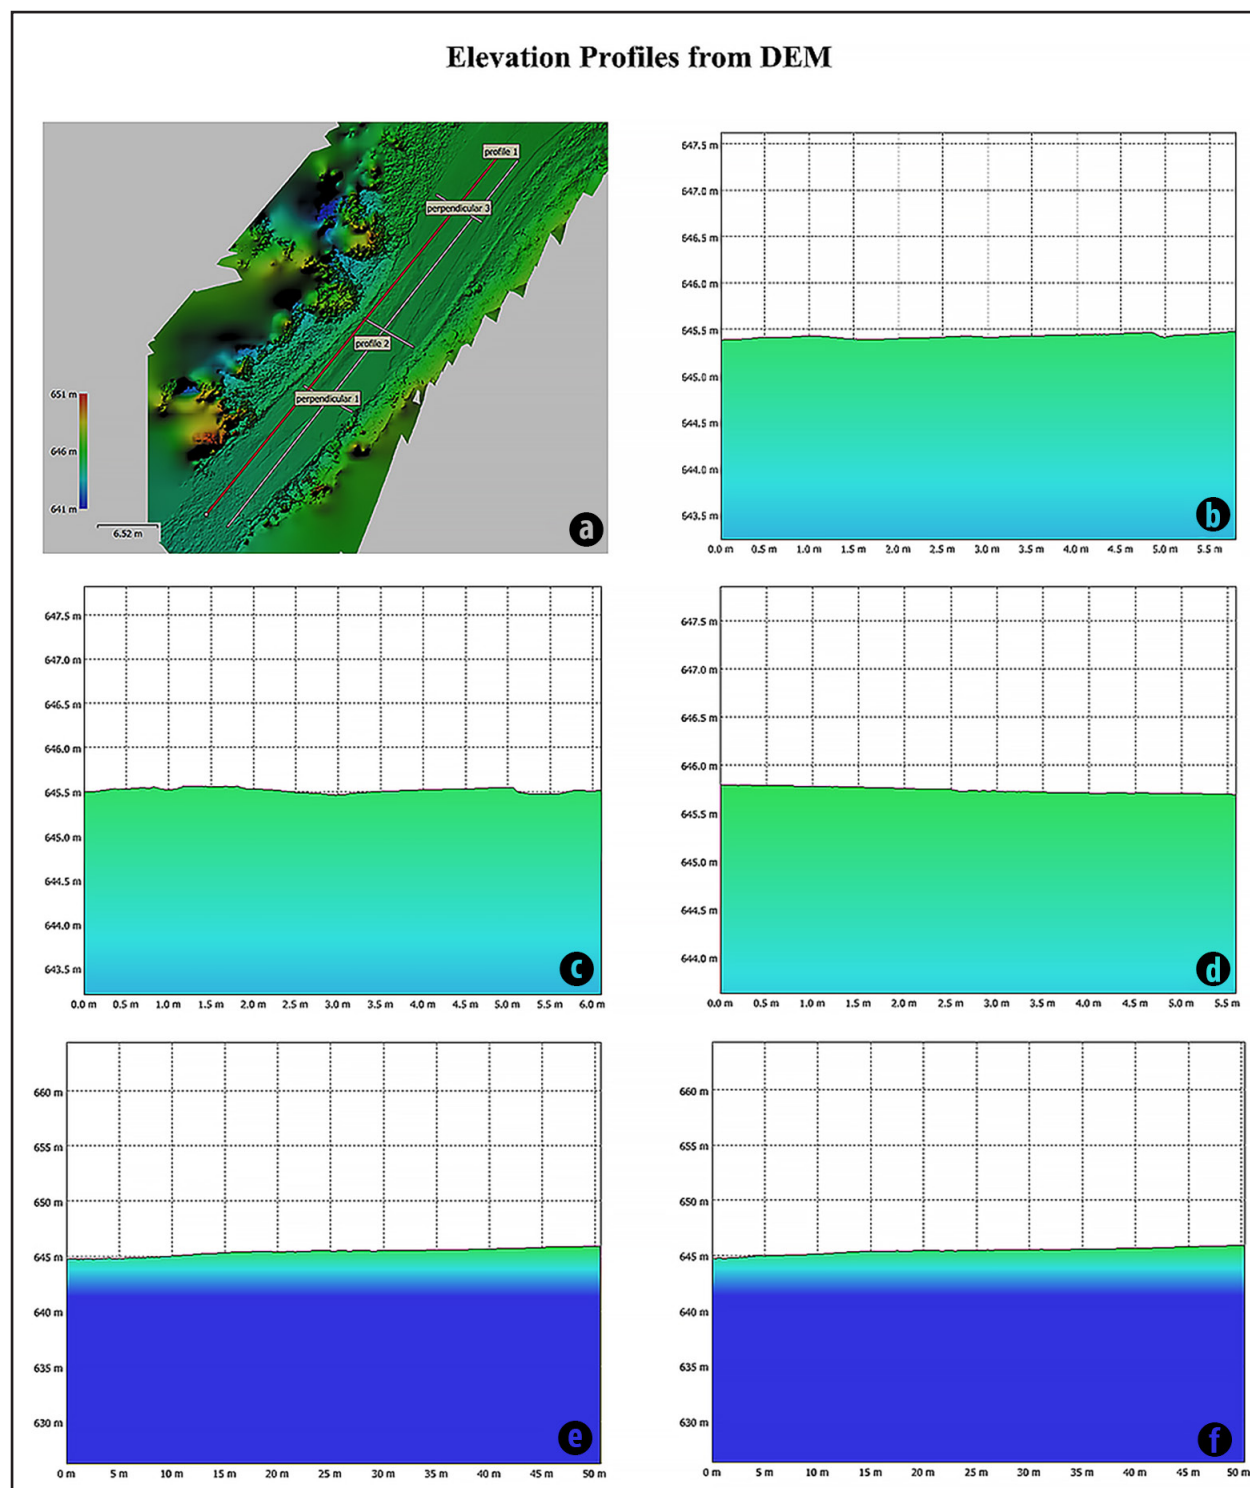 Elevation Profiles from DEM
profile 1
perpendicular 3
profile 2
perpendicular 1
651 m
646 m
641 m
6.52 m
a
647.5 m
647.0 m
646.5 m
646.0 m
645.5 m
645.0 m
644.5 m
644.0 m
643.5 m
b
0.0 m 0.5 m 1.0 m 1.5 m 2.0 m 2.5 m 3.0 m 3.5 m 4.0 m 4.5 m 5.0 m 5.5 m
647.5 m
647.0 m
646.5 m
646.0 m
645.5 m
645.0 m
644.5 m
644.0 m
643.5 m
c
0.0 m 0.5 m 1.0 m 1.5 m 2.0 m 2.5 m 3.0 m 3.5 m 4.0 m 4.5 m 5.0 m 5.5 m 6.0 m
647.5 m
647.0 m
646.5 m
646.0 m
645.5 m
645.0 m
644.5 m
644.0 m
d
0.0 m 0.5 m 1.0 m 1.5 m 2.0 m 2.5 m 3.0 m 3.5 m 4.0 m 4.5 m 5.0 m 5.5 m
660 m
655 m
650 m
645 m
640 m
635 m
630 m
e
0 m 5 m 10 m 15 m 20 m 25 m 30 m 35 m 40 m 45 m 50 m
660 m
655 m
650 m
645 m
640 m
635 m
630 m
f
0 m 5 m 10 m 15 m 20 m 25 m 30 m 35 m 40 m 45 m 50 m